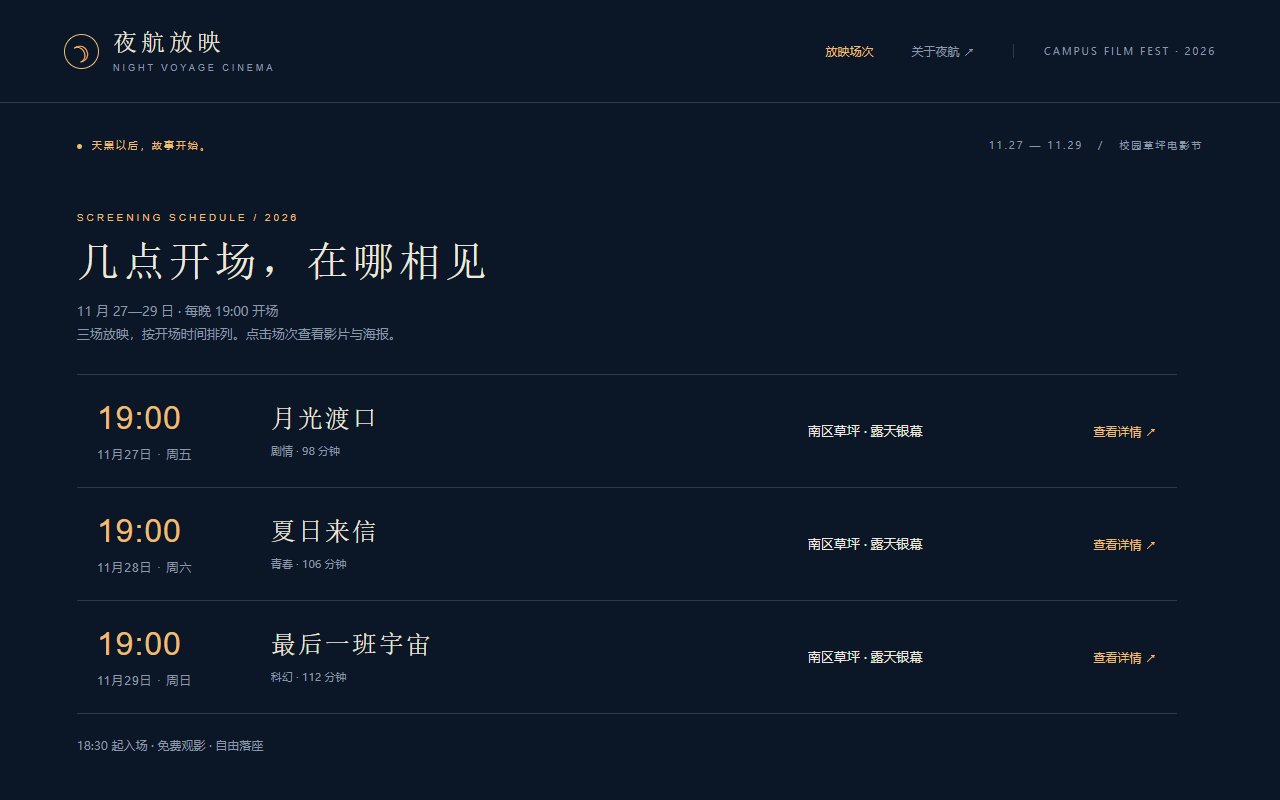 夜航放映
NIGHT VOYAGE CINEMA
放映场次 关于夜航 ↗ CAMPUS FILM FEST · 2026
天黑以后，故事开始。 11.27 — 11.29 / 校园草坪电影节
SCREENING SCHEDULE / 2026
几点开场，在哪相见
11 月 27—29 日 · 每晚 19:00 开场
三场放映，按开场时间排列。点击场次查看影片与海报。
19:00
11月27日 · 周五
月光渡口
剧情 · 98 分钟
南区草坪 · 露天银幕
查看详情 ↗
19:00
11月28日 · 周六
夏日来信
青春 · 106 分钟
南区草坪 · 露天银幕
查看详情 ↗
19:00
11月29日 · 周日
最后一班宇宙
科幻 · 112 分钟
南区草坪 · 露天银幕
查看详情 ↗
18:30 起入场 · 免费观影 · 自由落座